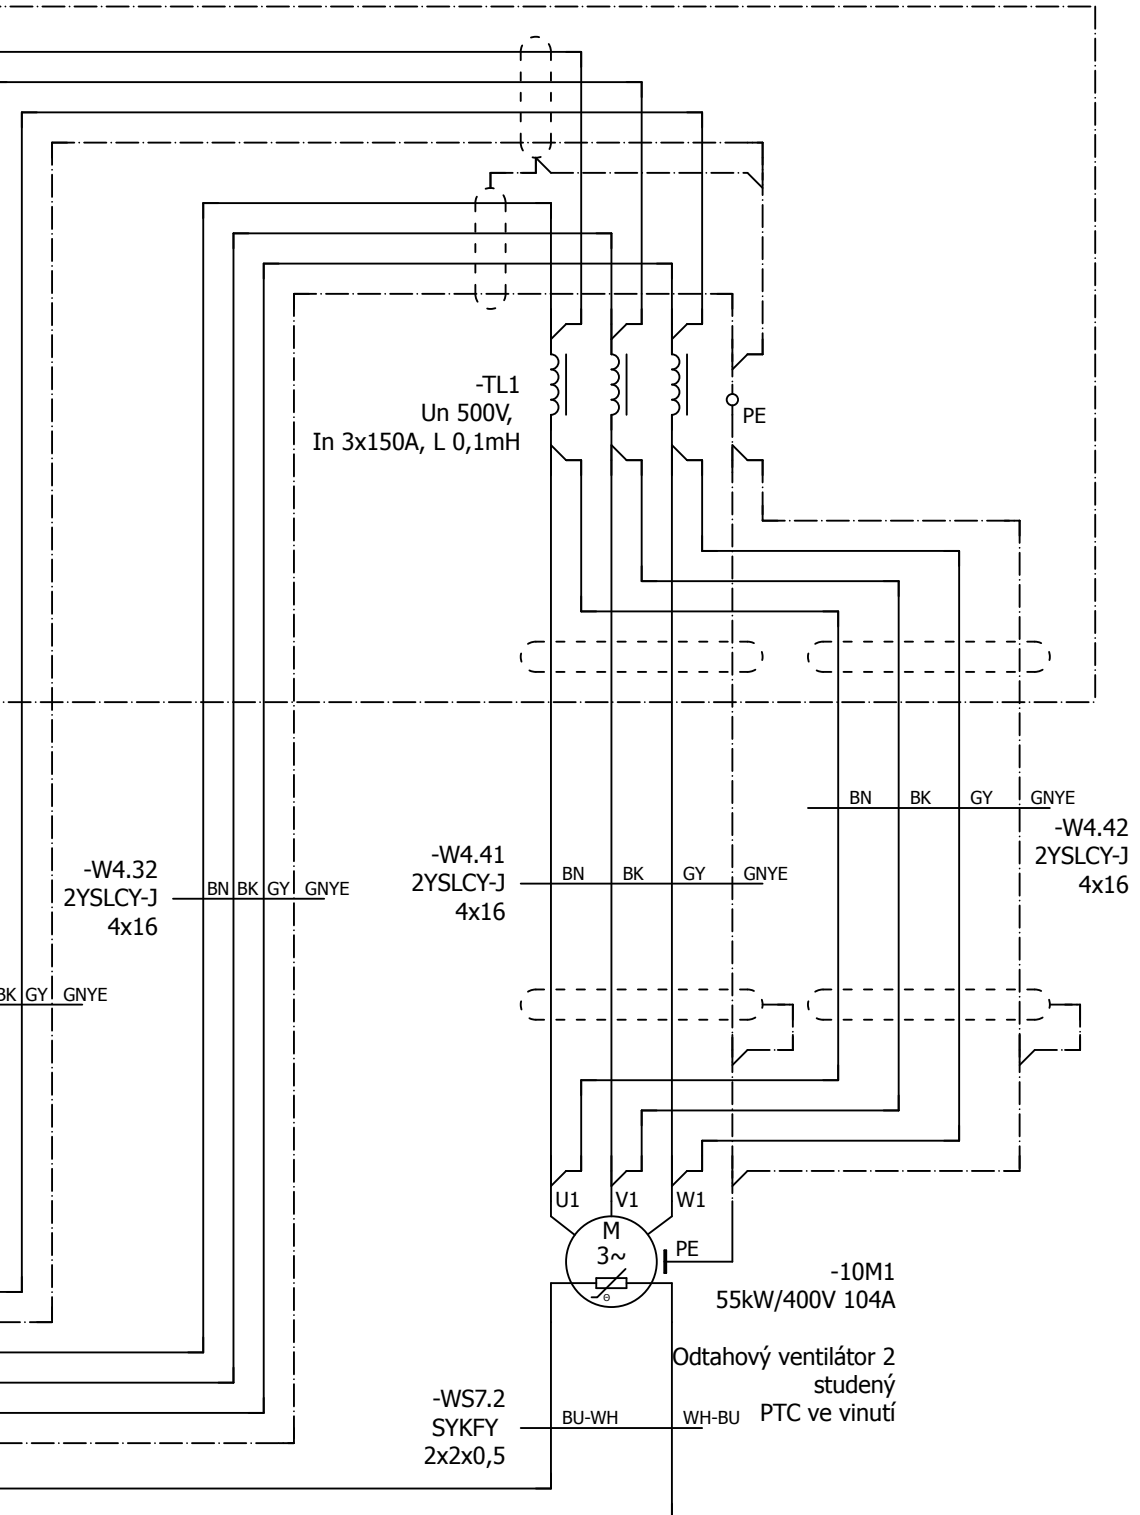 -TL1
Un 500V,
In 3x150A, L 0,1mH
PE
BN BK GY GNYE
-W4.42
2YSLCY-J
4x16
-W4.41
2YSLCY-J
4x16
BN BK GY GNYE
-W4.32
2YSLCY-J
4x16
BN BK GY GNYE
BK GY GNYE
U1 V1 W1
M
3~
PE
Θ
-10M1
55kW/400V 104A
Odtahový ventilátor 2
studený
PTC ve vinutí
-WS7.2
SYKFY
2x2x0,5
BU-WH WH-BU